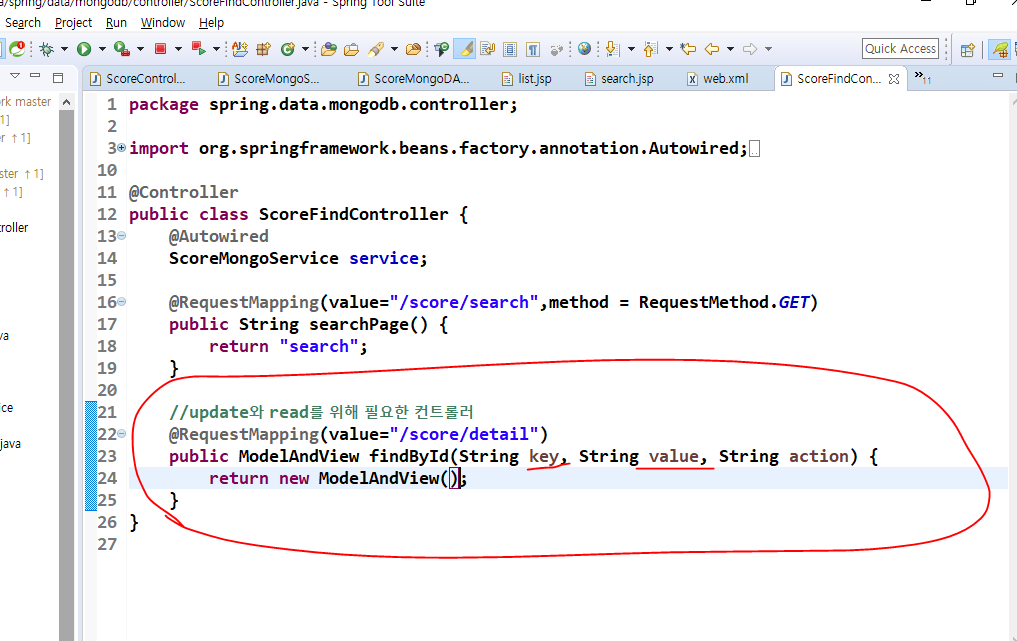 a/spring/data/mongodb/controller/ScoreFindController.java - Spring Tool Suite
Search Project Run Window Help
Quick Access
ScoreControl... ScoreMongoS... ScoreMongoDA... list.jsp search.jsp web.xml ScoreFindCon... 11
rk master
1]
er ↑1]
ster ↑1]
↑1]
roller
va
ice
java
1 package spring.data.mongodb.controller;
2
3 import org.springframework.beans.factory.annotation.Autowired;
10
11 @Controller
12 public class ScoreFindController {
13 @Autowired
14 ScoreMongoService service;
15
16 @RequestMapping(value="/score/search",method = RequestMethod.GET)
17 public String searchPage() {
18 return "search";
19 }
20
21 //update와 read를 위해 필요한 컨트롤러
22 @RequestMapping(value="/score/detail")
23 public ModelAndView findById(String key, String value, String action) {
24 return new ModelAndView();
25 }
26 }
27